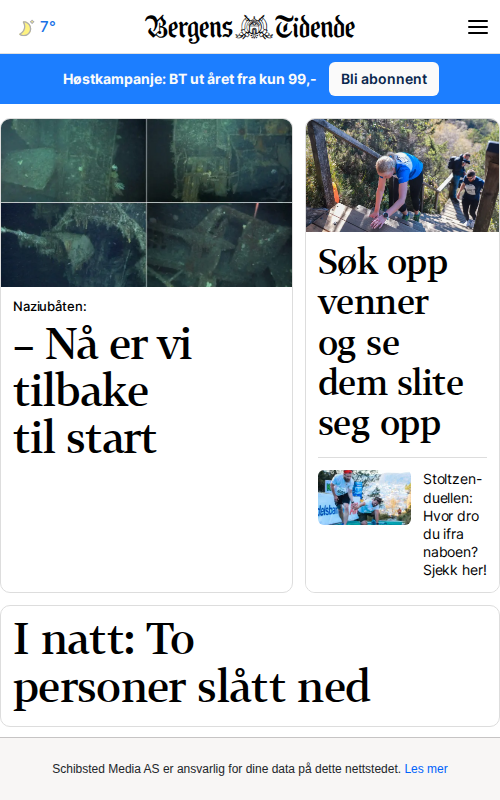 7°
Bergens Tidende
Høstkampanje: BT ut året fra kun 99,-
Bli abonnent
Naziubåten:
– Nå er vi
tilbake
til start
Søk opp
venner
og se
dem slite
seg opp
Stoltzen-
duellen:
Hvor dro
du ifra
naboen?
Sjekk her!
I natt: To
personer slått ned
Schibsted Media AS er ansvarlig for dine data på dette nettstedet. Les mer